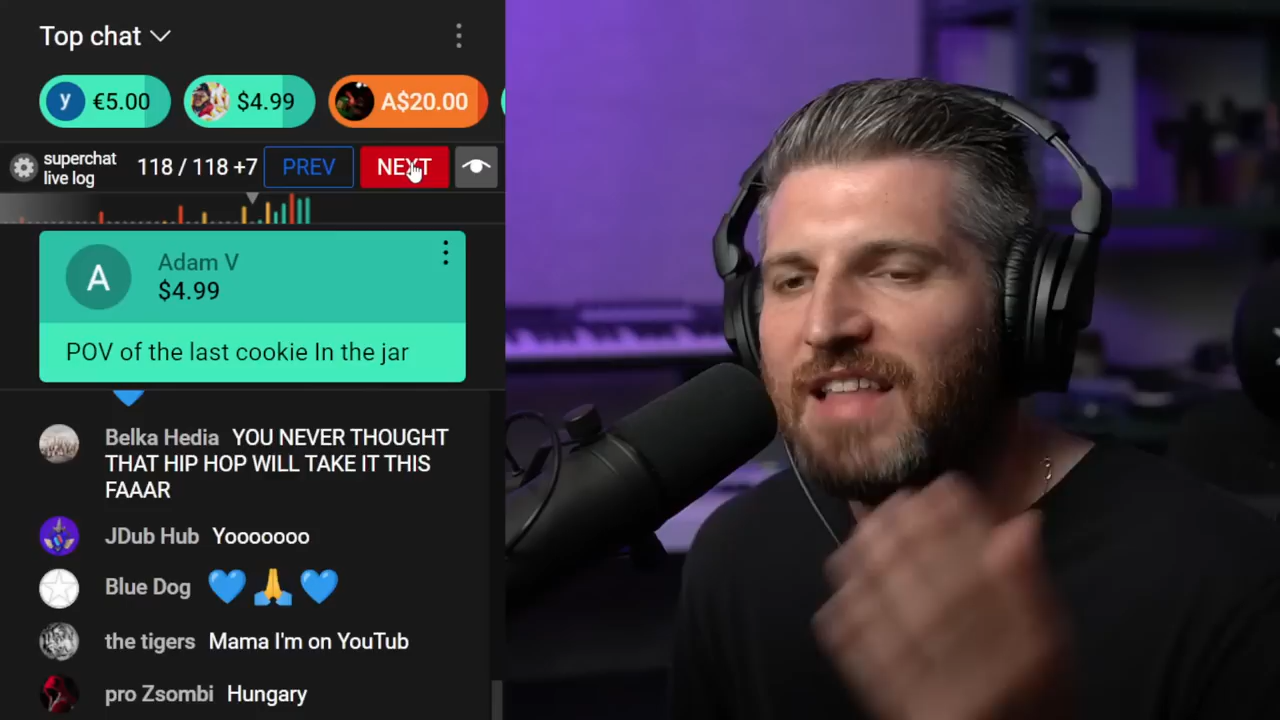 Top chat
y €5.00 $4.99 A$20.00
superchat
live log
118 / 118 +7 PREV NEXT
A
Adam V
$4.99
POV of the last cookie In the jar
Belka Hedia YOU NEVER THOUGHT
THAT HIP HOP WILL TAKE IT THIS
FAAAR
JDub Hub Yooooooo
Blue Dog
the tigers Mama I'm on YouTub
pro Zsombi Hungary